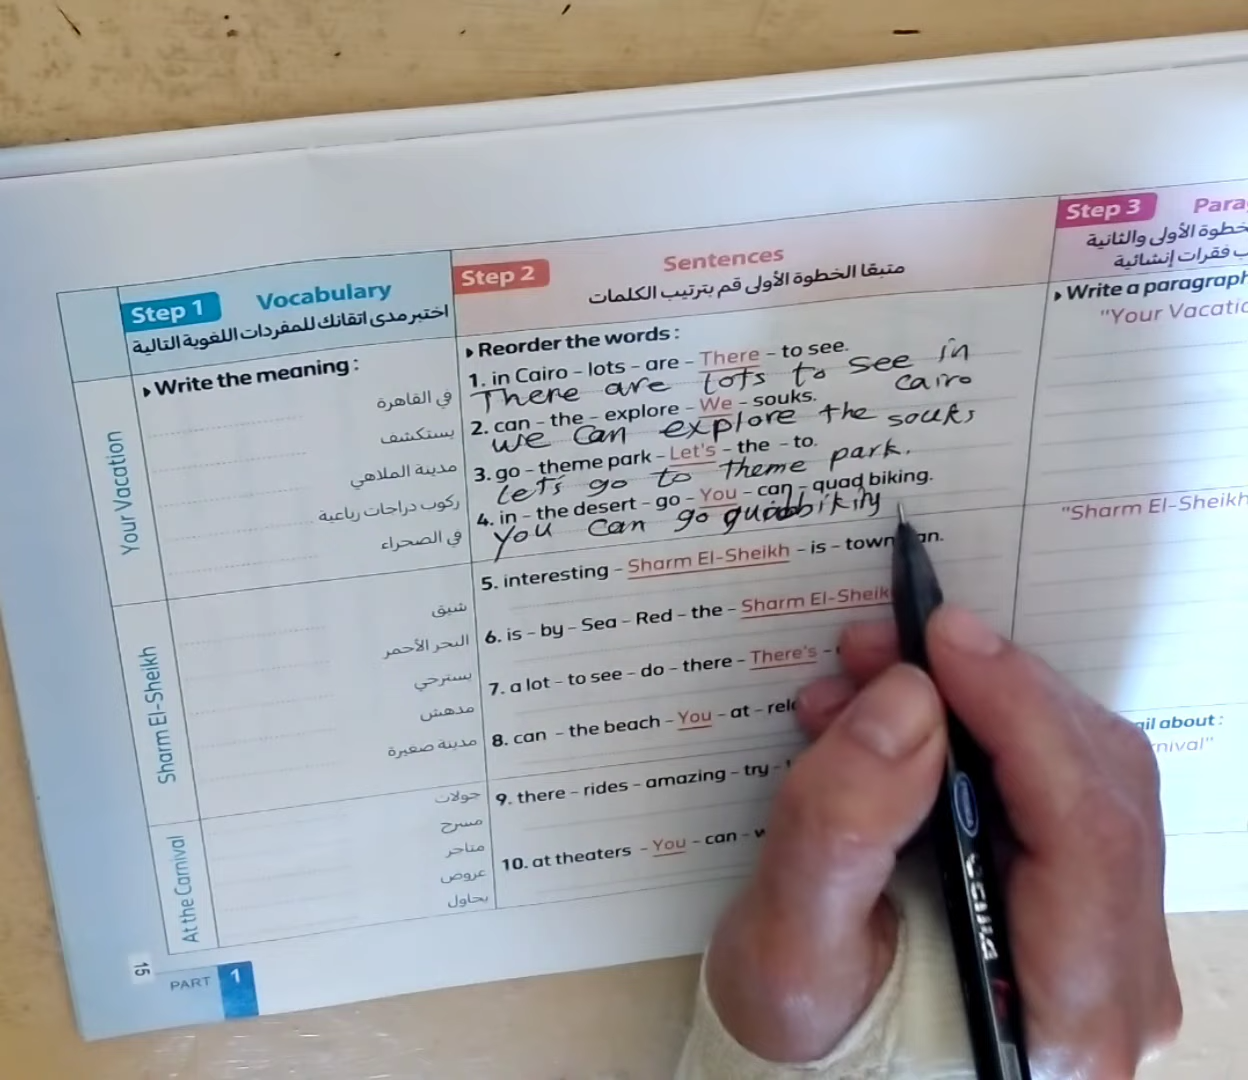 Step 1 Vocabulary
اختبر مدى اتقانك للمفردات اللغوية التالية
Write the meaning :
Your Vacation
في القاهرة
يستكشف
مدينة الملاهي
ركوب دراجات رباعية
في الصحراء
Sharm El-Sheikh
شيق
البحر الأحمر
يسترخي
مدهش
مدينة صغيرة
At the Carnival
جولات
مسرح
متاجر
عروض
يحاول
Step 2 Sentences
متبقا الخطوة الأولى قم بترتيب الكلمات
Reorder the words :
1. in Cairo – lots – are – There – to see.
There are lots to see in
Cairo
2. can – the – explore – We – souks.
we can explore the souks
3. go – theme park – Let's – the – to.
let's go to theme park.
4. in – the desert – go – You – can – quad biking.
You can go
5. interesting – Sharm El-Sheikh – is – town an.
6. is – by – Sea – Red – the – Sharm El-Sheik
7. a lot – to see – do – there – There's –
8. can – the beach – You – at –
9. there – rides – amazing – try –
10. at theaters – You – can –
Step 3
الخطوة الأولى والثانية
فقرات إنشائية
Write a paragraph
"Your
"Sharm El-Sheikh
about :
15
PART 1